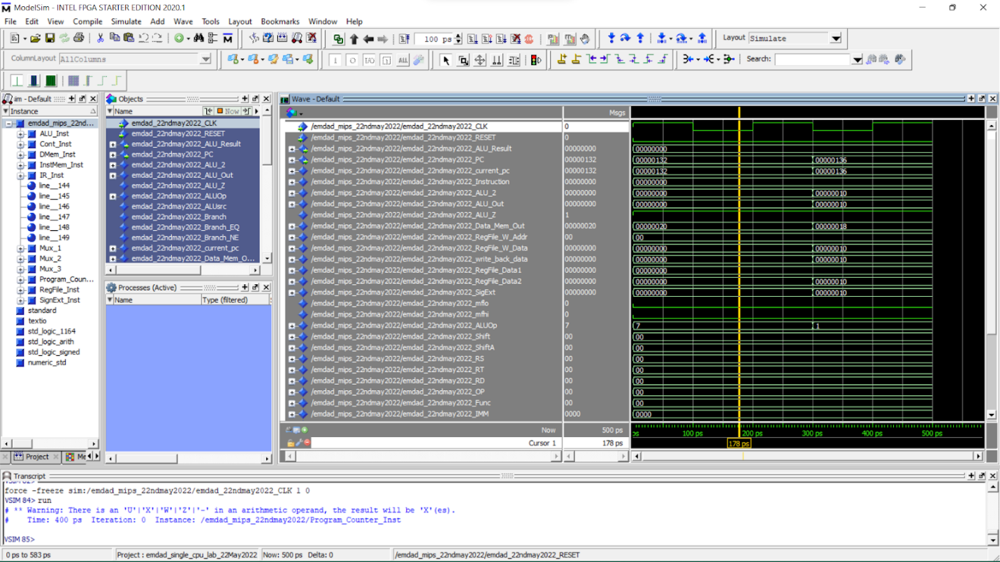 ModelSim - INTEL FPGA STARTER EDITION 2020.1
File Edit View Compile Simulate Add Wave Tools Layout Bookmarks Window Help
100 ps
Layout Simulate
ColumnLayout AllColumns
Search:
im - Default
Instance
emdad_mips_22nd...
ALU_Inst
Cont_Inst
DMem_Inst
InstMem_Inst
IR_Inst
line__144
line__145
line__146
line__147
line__148
line__149
Mux_1
Mux_2
Mux_3
Program_Coun...
RegFile_Inst
SignExt_Inst
standard
textio
std_logic_1164
std_logic_arith
std_logic_signed
numeric_std
Project
Me
Objects
Name
Now
emdad_22ndmay2022_CLK
emdad_22ndmay2022_RESET
emdad_22ndmay2022_ALU_Result
emdad_22ndmay2022_PC
emdad_22ndmay2022_ALU_2
emdad_22ndmay2022_ALU_Out
emdad_22ndmay2022_ALU_Z
emdad_22ndmay2022_ALUOp
emdad_22ndmay2022_ALUsrc
emdad_22ndmay2022_Branch
emdad_22ndmay2022_Branch_EQ
emdad_22ndmay2022_Branch_NE
emdad_22ndmay2022_current_pc
emdad_22ndmay2022_Data_Mem_O...
Processes (Active)
Name Type (filtered)
Wave - Default
Msgs
/emdad_mips_22ndmay2022/emdad_22ndmay2022_CLK 0
/emdad_mips_22ndmay2022/emdad_22ndmay2022_RESET 0
/emdad_mips_22ndmay2022/emdad_22ndmay2022_ALU_Result 00000000 00000000
/emdad_mips_22ndmay2022/emdad_22ndmay2022_PC 00000132 00000132 00000136
/emdad_mips_22ndmay2022/emdad_22ndmay2022_current_pc 00000132 00000132 00000136
/emdad_mips_22ndmay2022/emdad_22ndmay2022_Instruction 00000000 00000000
/emdad_mips_22ndmay2022/emdad_22ndmay2022_ALU_2 00000000 00000000 00000010
/emdad_mips_22ndmay2022/emdad_22ndmay2022_ALU_Out 00000000 00000000 00000010
/emdad_mips_22ndmay2022/emdad_22ndmay2022_ALU_Z 1
/emdad_mips_22ndmay2022/emdad_22ndmay2022_Data_Mem_Out 00000020 00000020 00000018
/emdad_mips_22ndmay2022/emdad_22ndmay2022_RegFile_W_Addr 00 00
/emdad_mips_22ndmay2022/emdad_22ndmay2022_RegFile_W_Data 00000000 00000000 00000010
/emdad_mips_22ndmay2022/emdad_22ndmay2022_write_back_data 00000000 00000000 00000010
/emdad_mips_22ndmay2022/emdad_22ndmay2022_RegFile_Data1 00000000 00000000
/emdad_mips_22ndmay2022/emdad_22ndmay2022_RegFile_Data2 00000000 00000000 00000010
/emdad_mips_22ndmay2022/emdad_22ndmay2022_SigExt 00000000 00000000 00000010
/emdad_mips_22ndmay2022/emdad_22ndmay2022_mflo 0
/emdad_mips_22ndmay2022/emdad_22ndmay2022_mfhi 0
/emdad_mips_22ndmay2022/emdad_22ndmay2022_ALUOp 7 7 1
/emdad_mips_22ndmay2022/emdad_22ndmay2022_Shift 00 00
/emdad_mips_22ndmay2022/emdad_22ndmay2022_ShiftA 00 00
/emdad_mips_22ndmay2022/emdad_22ndmay2022_RS 00 00
/emdad_mips_22ndmay2022/emdad_22ndmay2022_RT 00 00
/emdad_mips_22ndmay2022/emdad_22ndmay2022_RD 00 00
/emdad_mips_22ndmay2022/emdad_22ndmay2022_OP 00 00
/emdad_mips_22ndmay2022/emdad_22ndmay2022_Func 00 00
/emdad_mips_22ndmay2022/emdad_22ndmay2022_IMM 0000 0000
Now 500 ps ps 100 ps 200 ps 300 ps 400 ps 500 ps
Cursor 1 178 ps 178 ps
Transcript
force -freeze sim:/emdad_mips_22ndmay2022/emdad_22ndmay2022_CLK 1 0
VSIM 84> run
# ** Warning: There is an 'U'|'X'|'W'|'Z'|'-' in an arithmetic operand, the result will be 'X'(es).
# Time: 400 ps Iteration: 0 Instance: /emdad_mips_22ndmay2022/Program_Counter_Inst
VSIM 85>
0 ps to 583 ps Project : emdad_single_cpu_lab_22May2022 Now: 500 ps Delta: 0 /emdad_mips_22ndmay2022/emdad_22ndmay2022_RESET